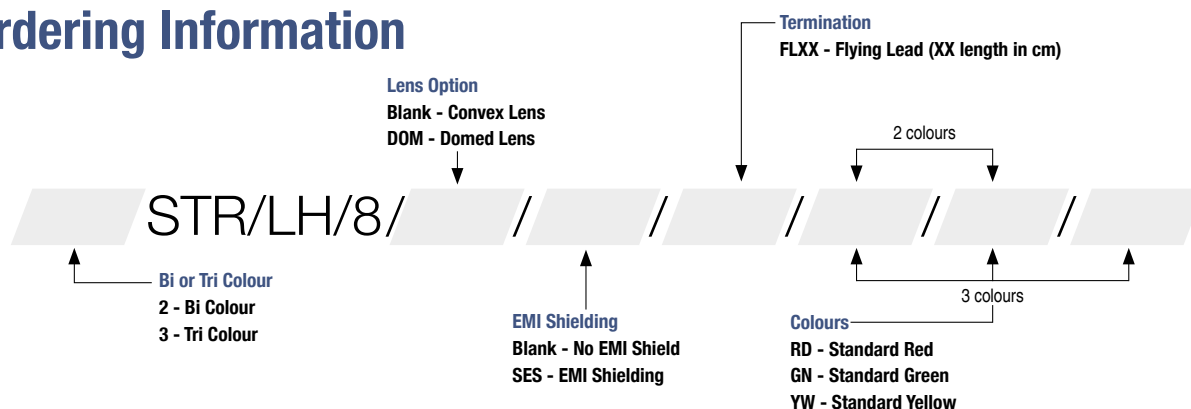 rdering Information
Termination
FLXX - Flying Lead (XX length in cm)
Lens Option
Blank - Convex Lens
DOM - Domed Lens
2 colours
STR/LH/8/ / / / / /
Bi or Tri Colour
2 - Bi Colour
3 - Tri Colour
3 colours
EMI Shielding
Blank - No EMI Shield
SES - EMI Shielding
Colours
RD - Standard Red
GN - Standard Green
YW - Standard Yellow